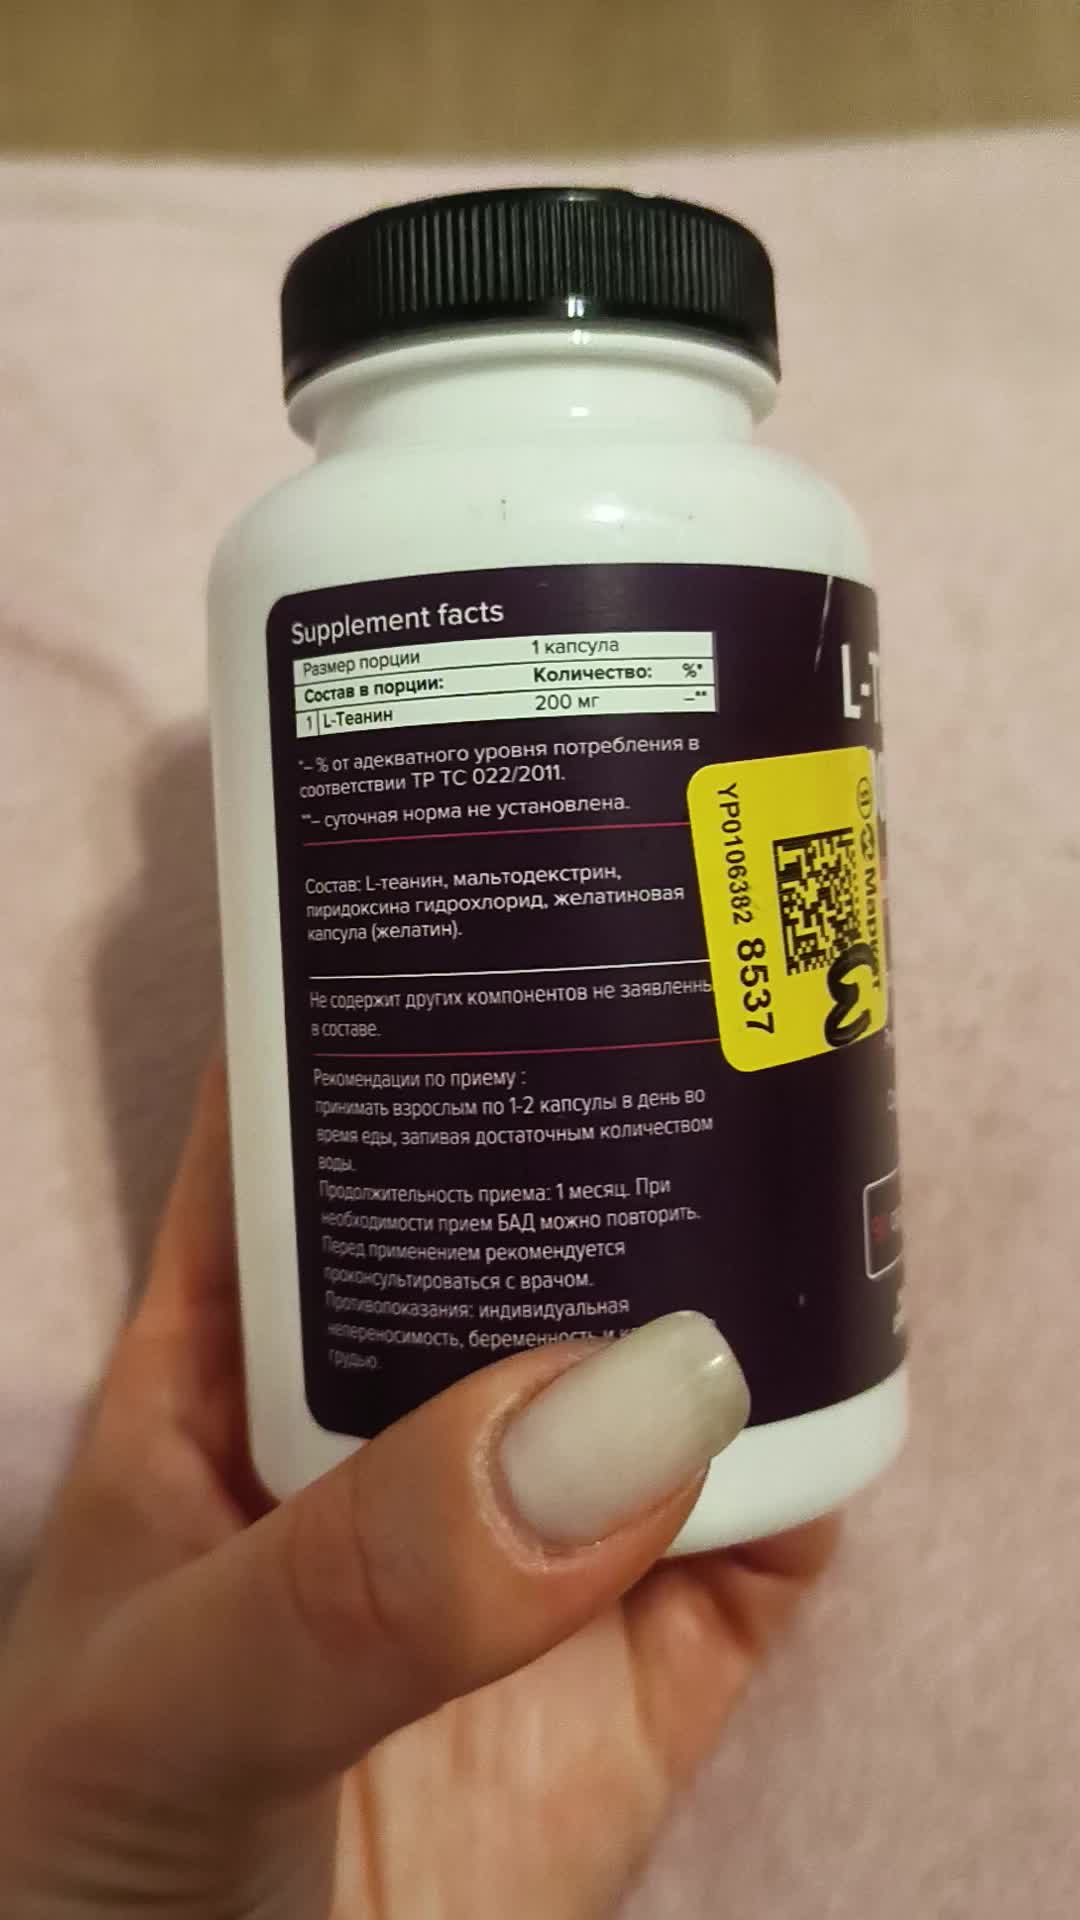 Supplement facts
Размер порции 1 капсула
Состав в порции: Количество: %*
1 L-Теанин 200 мг –**
*– % от адекватного уровня потребления в
соответствии ТР ТС 022/2011.
**– суточная норма не установлена.
Состав: L-теанин, мальтодекстрин,
пиридоксина гидрохлорид, желатиновая
капсула (желатин).
Не содержит других компонентов не заявленны
в составе.
Рекомендации по приему :
принимать взрослым по 1-2 капсулы в день во
время еды, запивая достаточным количеством
воды.
Продолжительность приема: 1 месяц. При
необходимости прием БАД можно повторить.
Перед применением рекомендуется
проконсультироваться с врачом.
Противопоказания: индивидуальная
непереносимость, беременность и
грудью.
YP0106382 8537
Маркет
3